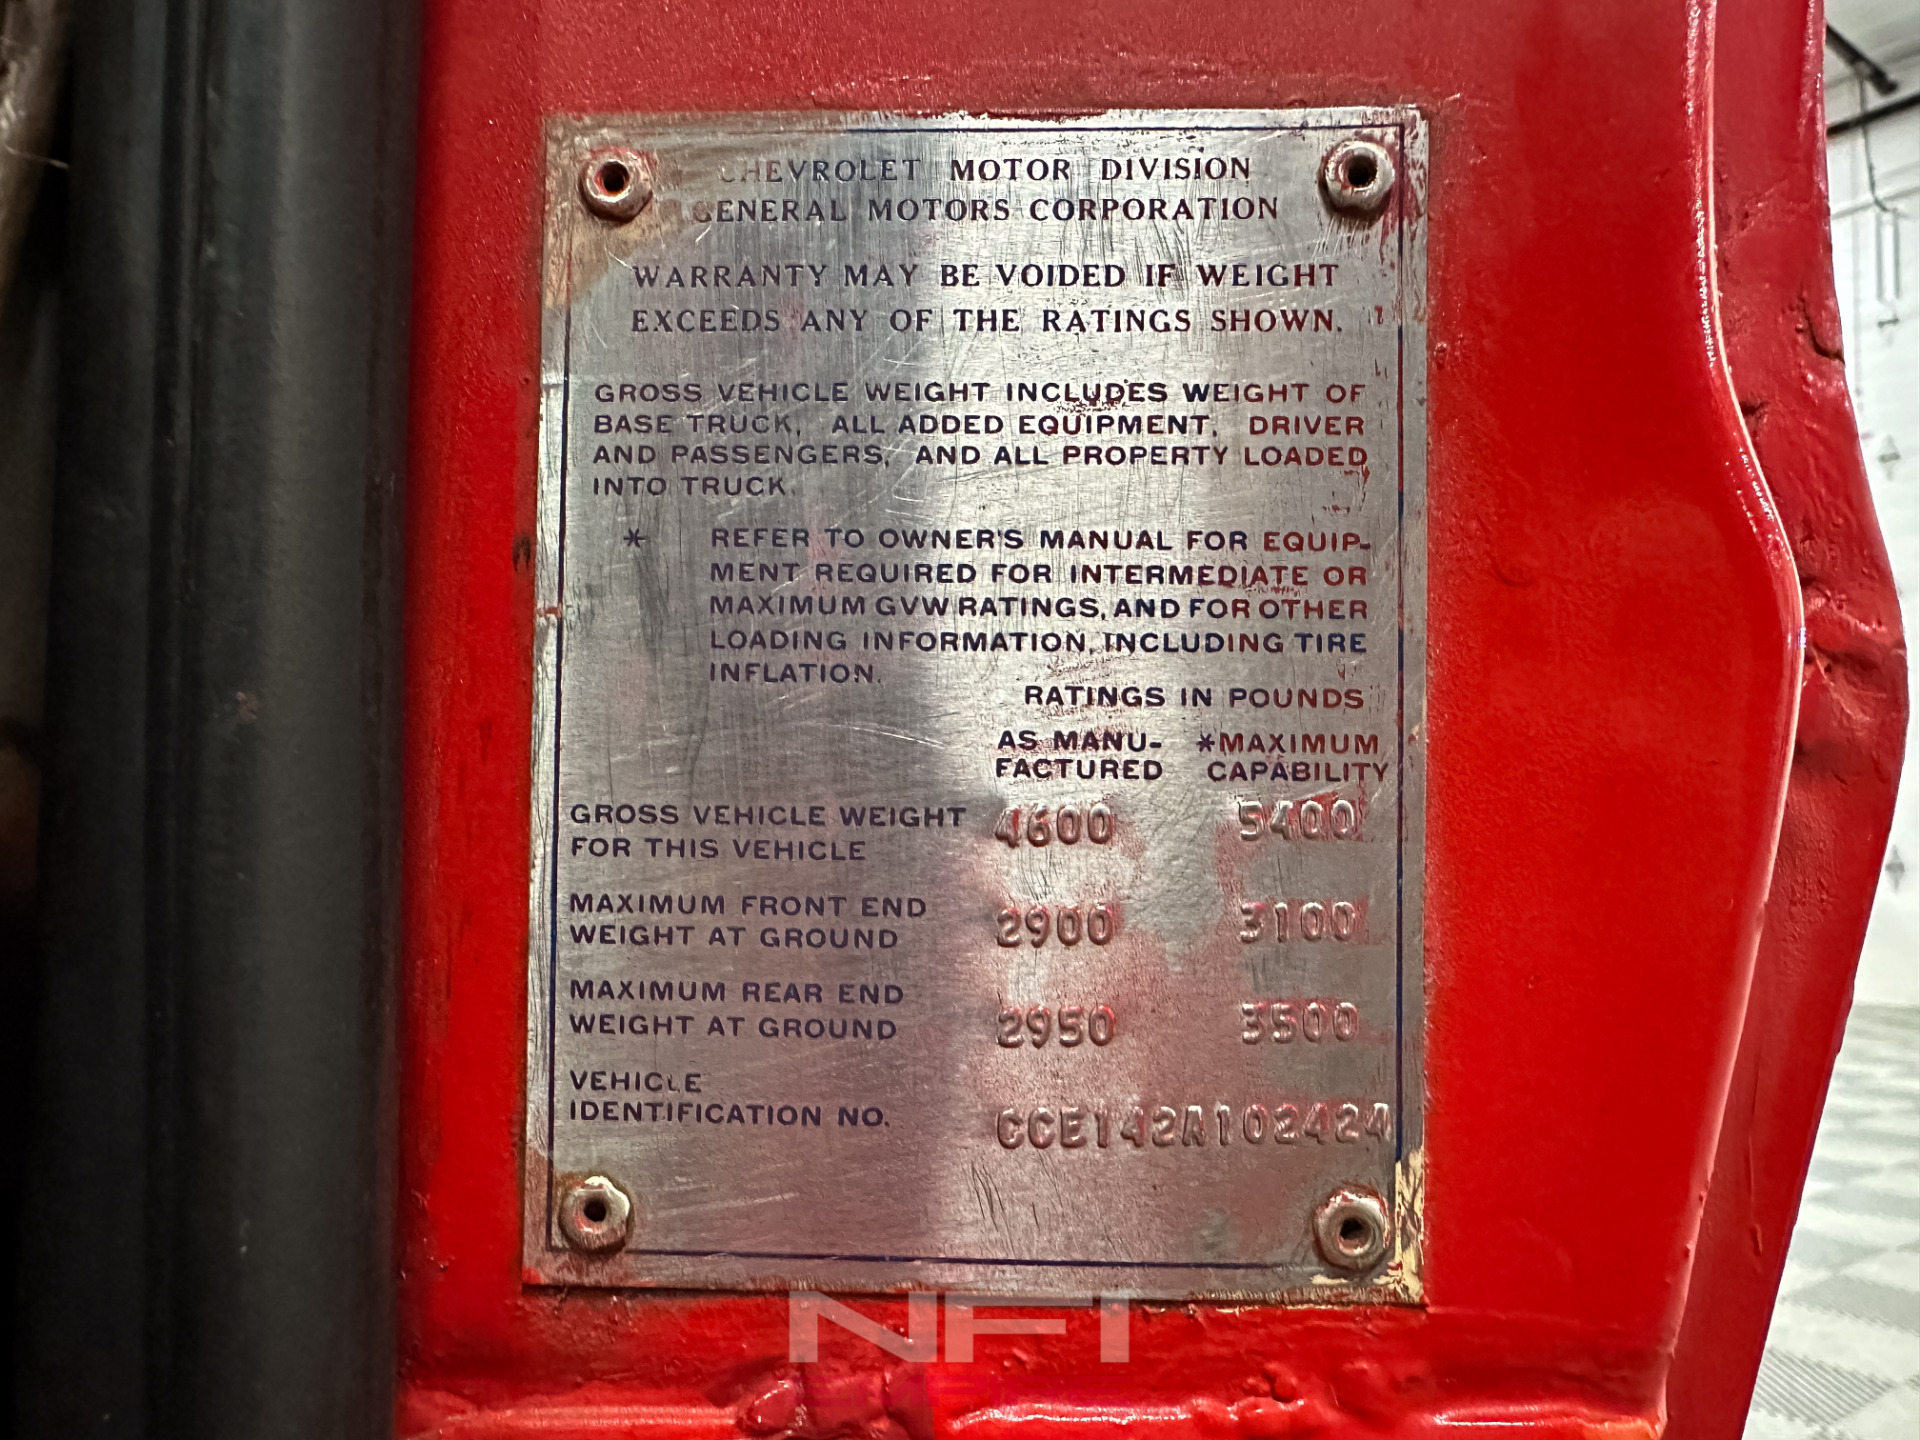 CHEVROLET MOTOR DIVISION
GENERAL MOTORS CORPORATION
WARRANTY MAY BE VOIDED IF WEIGHT
EXCEEDS ANY OF THE RATINGS SHOWN.
GROSS VEHICLE WEIGHT INCLUDES WEIGHT OF
BASE TRUCK, ALL ADDED EQUIPMENT, DRIVER
AND PASSENGERS, AND ALL PROPERTY LOADED
INTO TRUCK.
* REFER TO OWNER'S MANUAL FOR EQUIP-
MENT REQUIRED FOR INTERMEDIATE OR
MAXIMUM GVW RATINGS, AND FOR OTHER
LOADING INFORMATION, INCLUDING TIRE
INFLATION.
RATINGS IN POUNDS
AS MANU- *MAXIMUM
FACTURED CAPABILITY
GROSS VEHICLE WEIGHT 4600 5400
FOR THIS VEHICLE
MAXIMUM FRONT END 2900 3100
WEIGHT AT GROUND
MAXIMUM REAR END
WEIGHT AT GROUND 2950 3500
VEHICLE
IDENTIFICATION NO. CCE142A102424
NFI
EMPIRE